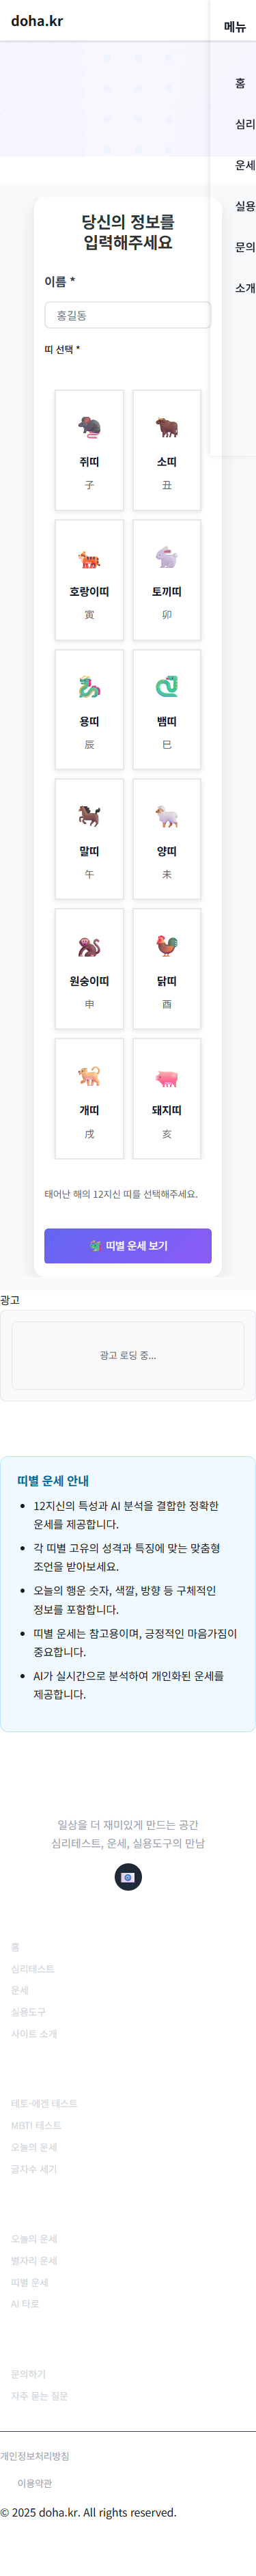 doha.kr
메뉴
홈
심리
운세
실용
문의
소개
당신의 정보를
입력해주세요
이름 *
홍길동
띠 선택 *
쥐띠
子
소띠
丑
호랑이띠
寅
토끼띠
卯
용띠
辰
뱀띠
巳
말띠
午
양띠
未
원숭이띠
申
닭띠
酉
개띠
戌
돼지띠
亥
태어난 해의 12지신 띠를 선택해주세요.
띠별 운세 보기
광고
광고 로딩 중...
띠별 운세 안내
• 12지신의 특성과 AI 분석을 결합한 정확한
운세를 제공합니다.
• 각 띠별 고유의 성격과 특징에 맞는 맞춤형
조언을 받아보세요.
• 오늘의 행운 숫자, 색깔, 방향 등 구체적인
정보를 포함합니다.
• 띠별 운세는 참고용이며, 긍정적인 마음가짐이
중요합니다.
• AI가 실시간으로 분석하여 개인화된 운세를
제공합니다.
일상을 더 재미있게 만드는 공간
심리테스트, 운세, 실용도구의 만남
홈
심리테스트
운세
실용도구
사이트 소개
테토-에겐 테스트
MBTI 테스트
오늘의 운세
글자수 세기
오늘의 운세
별자리 운세
띠별 운세
AI 타로
문의하기
자주 묻는 질문
개인정보처리방침
이용약관
© 2025 doha.kr. All rights reserved.